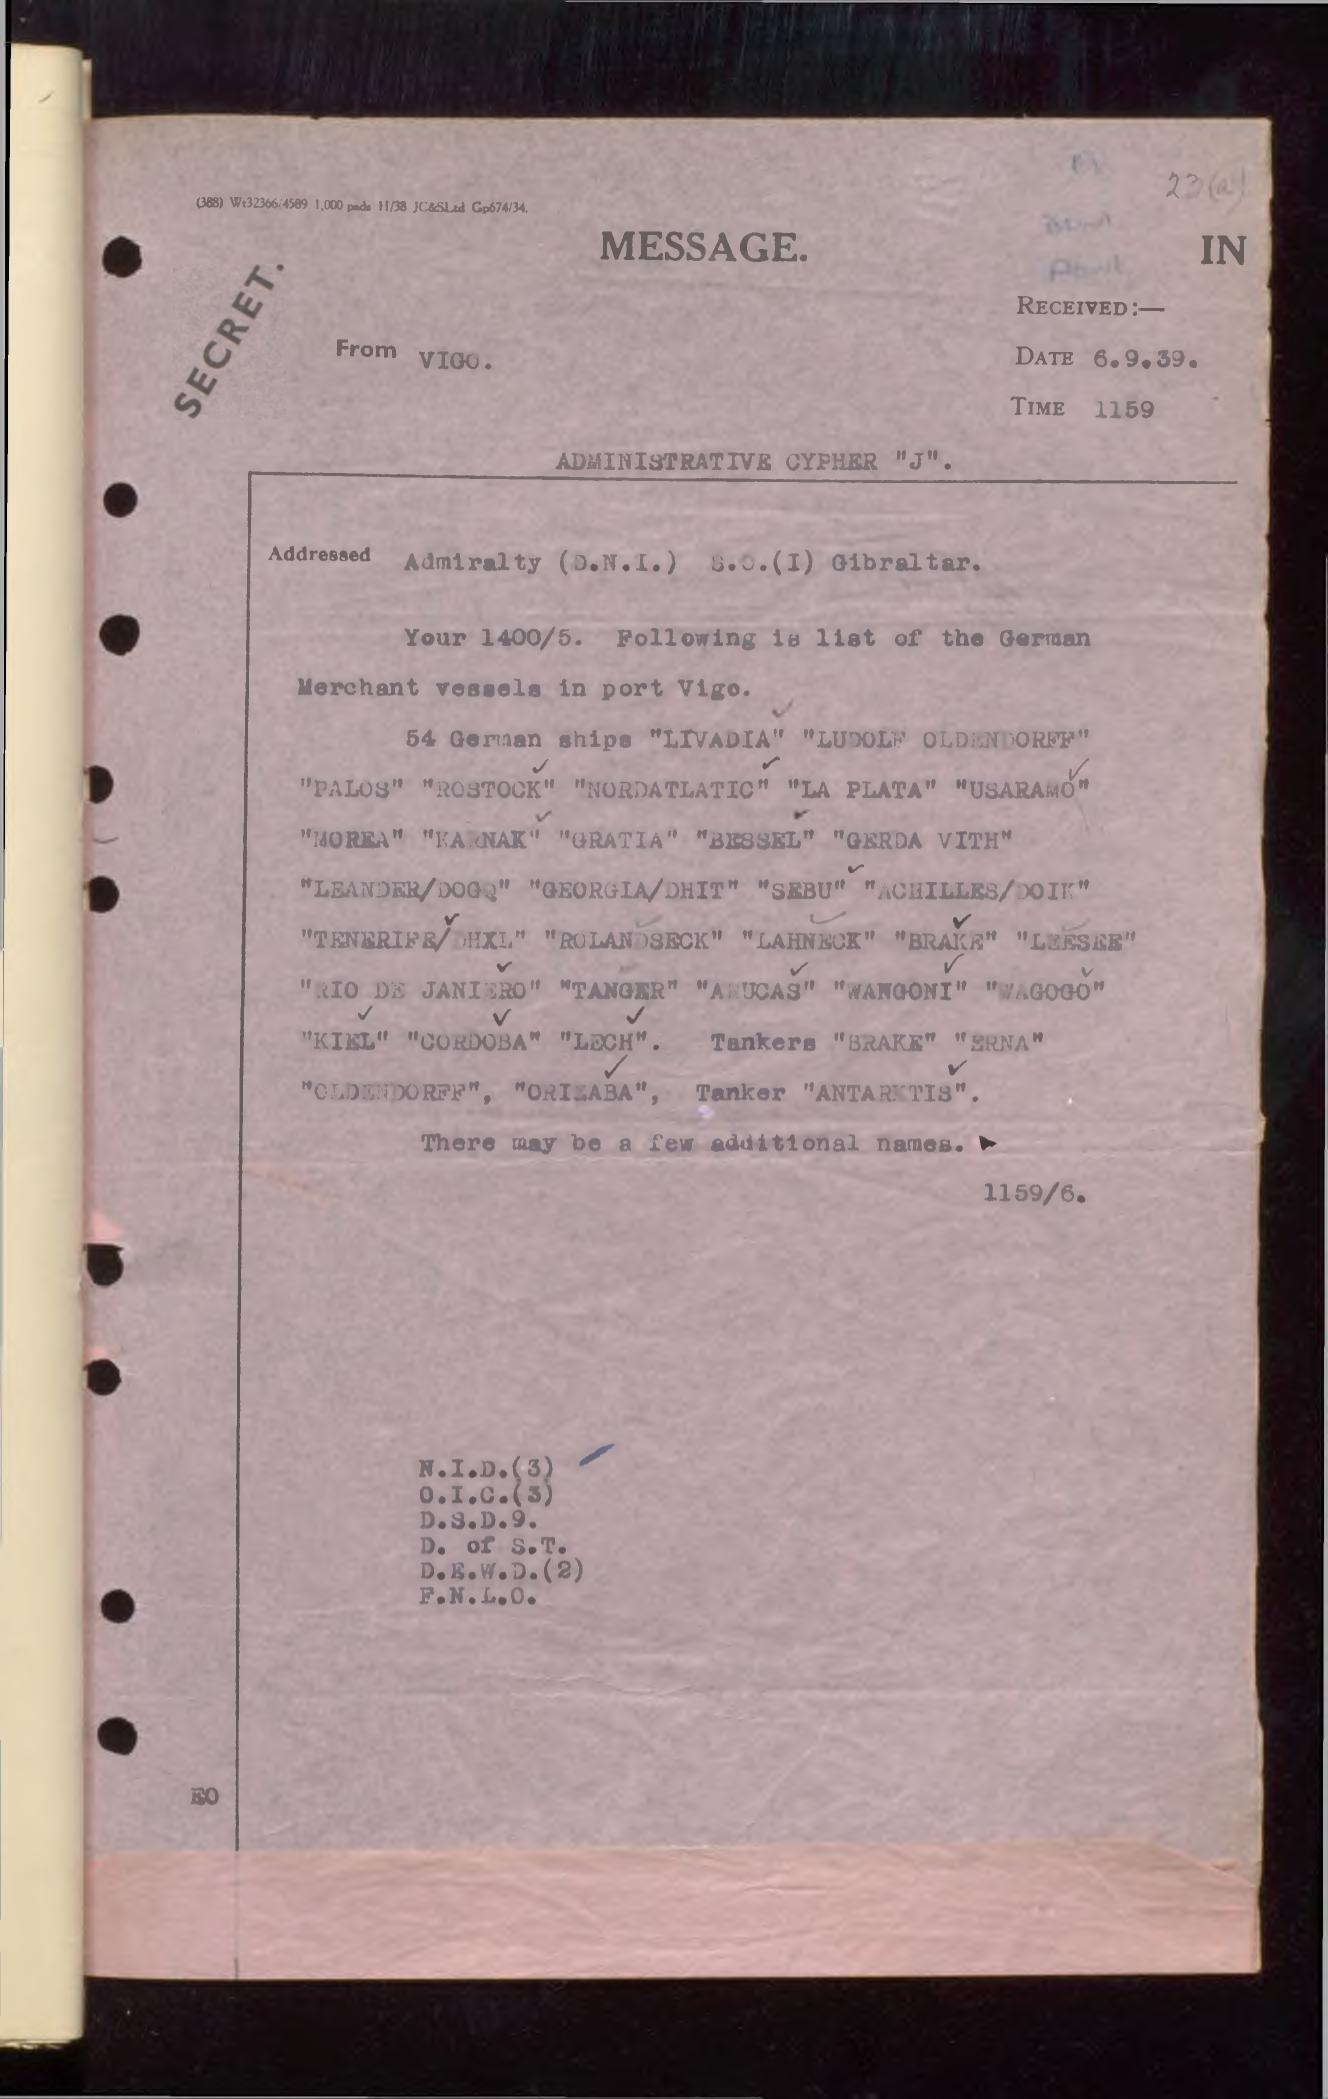 23(a)
(388) Wt32366/4589 1,000 pads 11/38 JC&SLtd Gp674/34.
MESSAGE.
IN
SECRET.
RECEIVED:—
From VIGO.
DATE 6.9.39.
TIME 1159
ADMINISTRATIVE CYPHER "J".
Addressed Admiralty (D.N.I.) S.O.(I) Gibraltar.
Your 1400/5. Following is list of the German
Merchant vessels in port Vigo.
54 German ships "LIVADIA" "LUDOLF OLDENDORFF"
"PALOS" "ROSTOCK" "NORDATLATIC" "LA PLATA" "USARAMO"
"MOREA" "KARNAK" "GRATIA" "BESSEL" "GERDA VITH"
"LEANDER/DOGQ" "GEORGIA/DHIT" "SEBU" "ACHILLES/DOIK"
"TENERIFE/DHXL" "ROLANDSECK" "LAHNECK" "BRAKE" "LEESEE"
"RIO DE JANIERO" "TANGER" "ARUCAS" "WANGONI" "WAGOGO"
"KIEL" "CORDOBA" "LECH". Tankers "BRAKE" "ERNA"
"OLDENDORFF", "ORIZABA", Tanker "ANTARKTIS".
There may be a few additional names.
1159/6.
N.I.D.(3)
O.I.C.(3)
D.S.D.9.
D. of S.T.
D.E.W.D.(2)
F.N.L.O.
EO